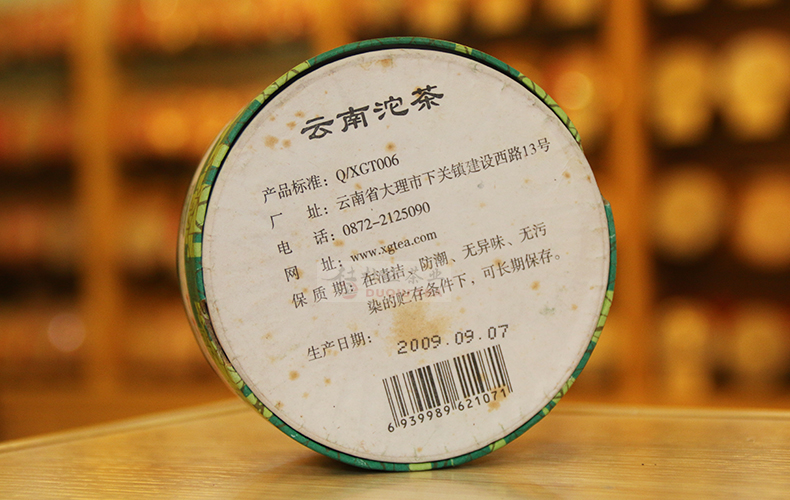 云南沱茶
产品标准：Q/XGT006
厂　址：云南省大理市下关镇建设西路13号
电　话：0872-2125090
网　址：www.xgtea.com
保 质 期：在清洁、防潮、无异味、无污
染的贮存条件下，可长期保存。
生产日期：2009.09.07
6939989621071